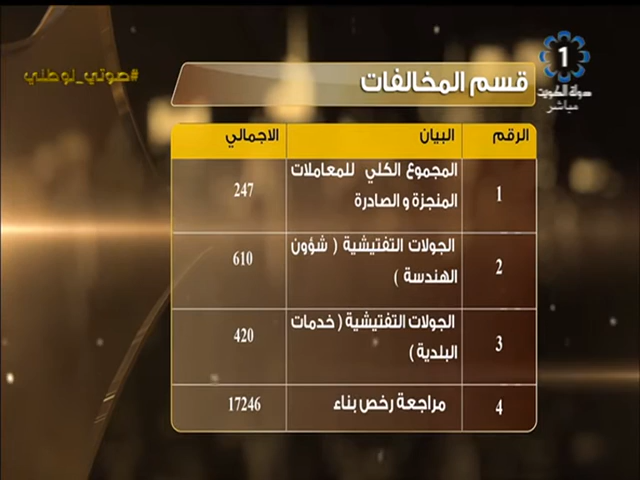 #صوتي_لوطني
1
دولة الكويت
مباشر
قسم المخالفات
الرقم البيان الاجمالي
1 المجموع الكلي للمعاملات 247
المنجزة و الصادرة
2 الجولات التفتيشية ( شؤون 610
الهندسة )
3 الجولات التفتيشية ( خدمات 420
البلدية )
4 مراجعة رخص بناء 17246